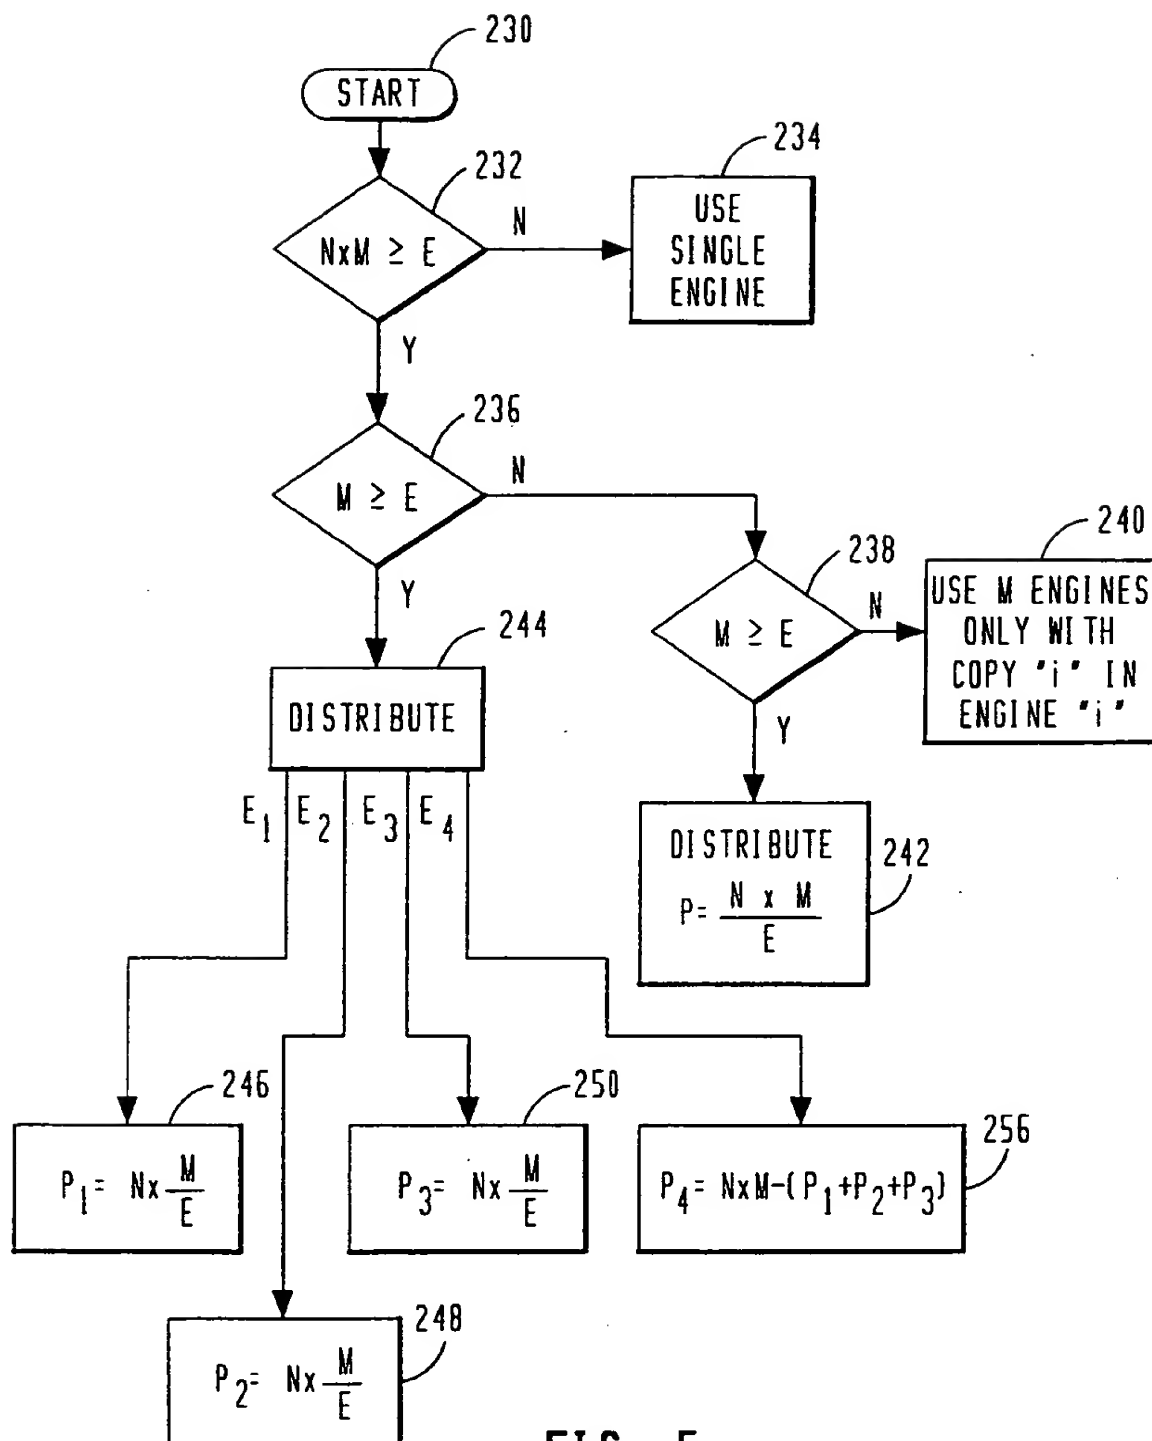 230
START
232
N×M ≥ E
N
234
USE
SINGLE
ENGINE
Y
236
M ≥ E
N
Y
238
M ≥ E
N
240
USE M ENGINES
ONLY WITH
COPY "i" IN
ENGINE "i"
Y
244
DISTRIBUTE
E1 E2 E3 E4
DISTRIBUTE
P= N x M / E
242
246
P1= N× M/E
250
P3= N× M/E
256
P4= N×M-(P1+P2+P3)
248
P2= N× M/E